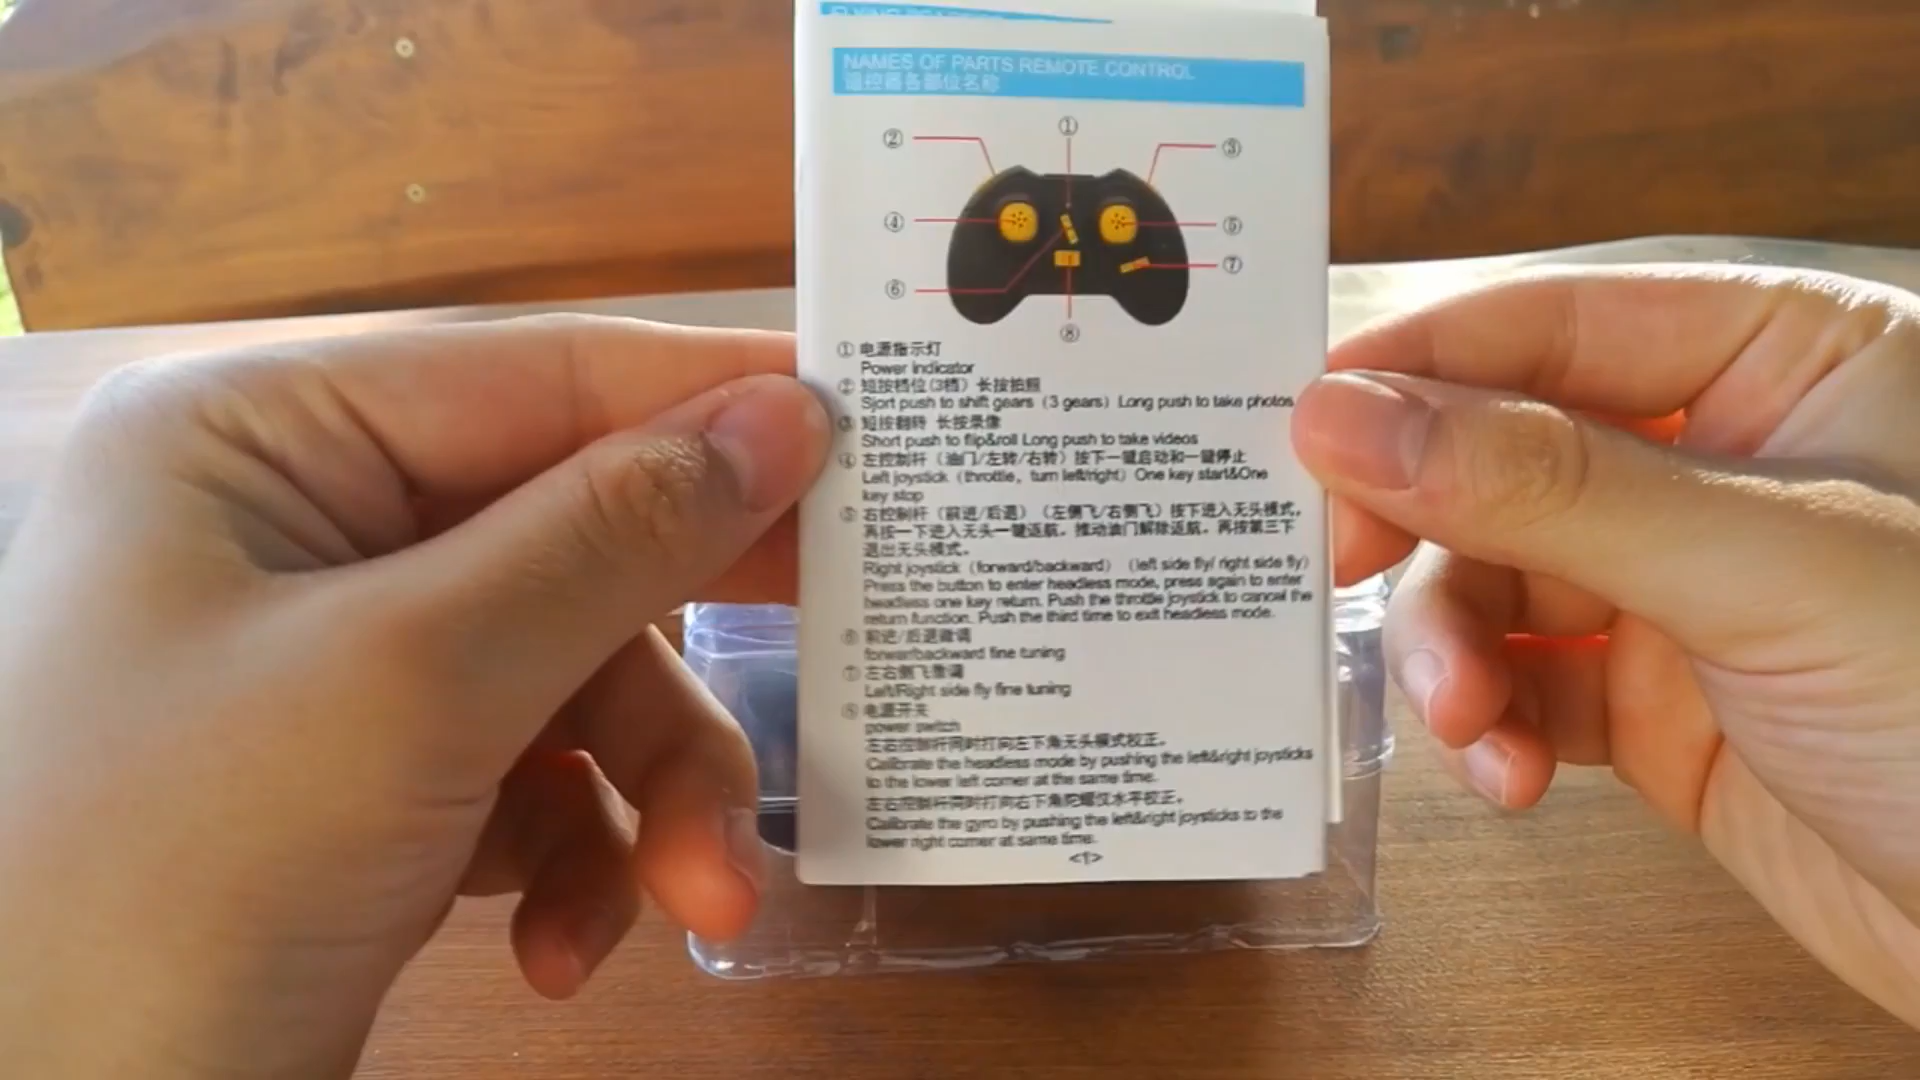 NAMES OF PARTS REMOTE CONTROL
遥控器各部位名称
①
②
③
④
⑤
⑥
⑦
⑧
① 电源指示灯
Power indicator
② 短按档位(3档) 长按拍照
Sjort push to shift gears (3 gears) Long push to take photos
③ 短按翻转 长按录像
Short push to flip&roll Long push to take videos
④ 左控制杆 (油门/左转/右转) 按下一键启动和一键停止
Left joystick (throttle, turn left/right) One key start&One
key stop
⑤ 右控制杆 (前进/后退) (左侧飞/右侧飞) 按下进入无头模式,
再按一下进入无头一键返航。推动油门解除返航。再按第三下
退出无头模式。
Right joystick (forward/backward) (left side fly/ right side fly)
Press the button to enter headless mode, press again to enter
headless one key return. Push the throttle joystick to cancel the
return function. Push the third time to exit headless mode.
⑥ 前进/后退微调
forwar/backward fine tuning
⑦ 左右侧飞微调
Left/Right side fly fine tuning
⑧ 电源开关
power switch
左右控制杆同时打向左下角无头模式校正。
Calibrate the headless mode by pushing the left&right joysticks
to the lower left corner at the same time.
左右控制杆同时打向右下角陀螺仪水平校正。
Calibrate the gyro by pushing the left&right joysticks to the
lower right corner at same time.
<1>